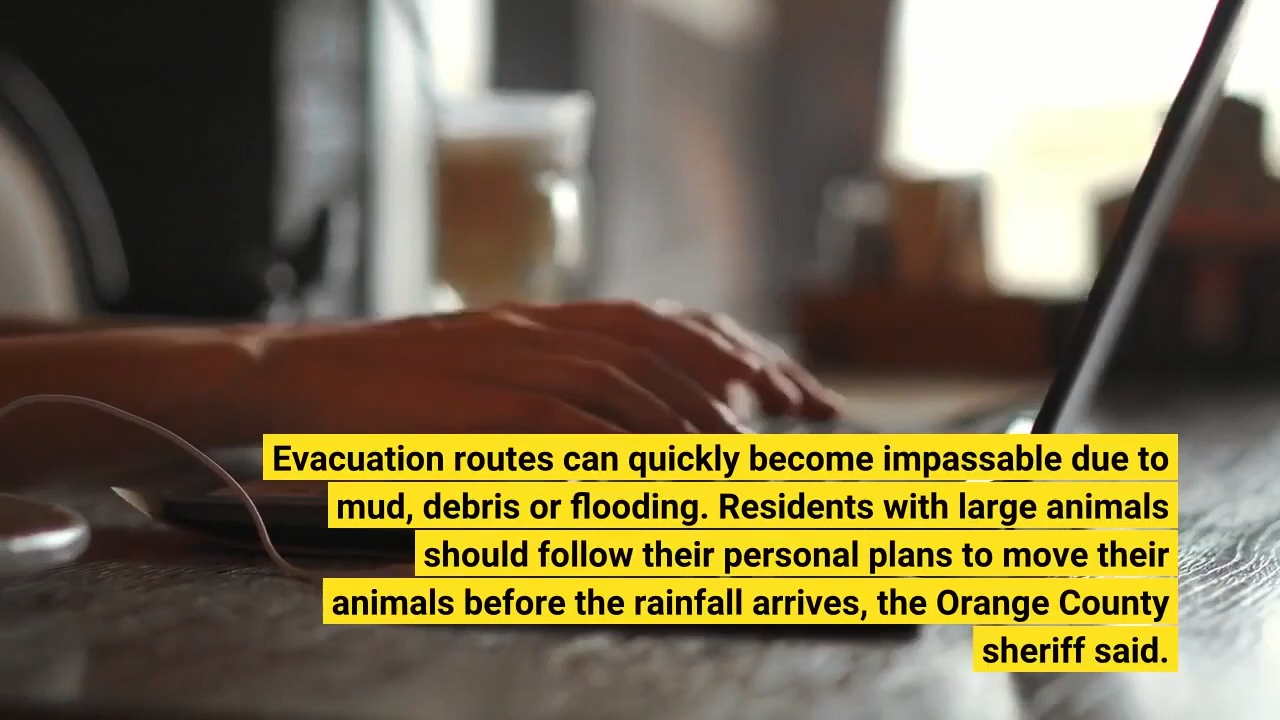 Evacuation routes can quickly become impassable due to
mud, debris or flooding. Residents with large animals
should follow their personal plans to move their
animals before the rainfall arrives, the Orange County
sheriff said.